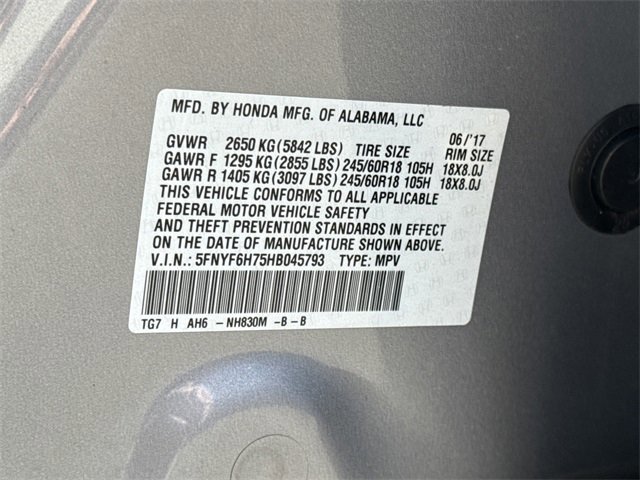 MFD. BY HONDA MFG. OF ALABAMA, LLC
06 /'17
GVWR 2650 KG(5842 LBS) TIRE SIZE RIM SIZE
GAWR F 1295 KG(2855 LBS)245/60R18 105H 18X8.0J
GAWR R 1405 KG(3097 LBS)245/60R18 105H 18X8.0J
THIS VEHICLE CONFORMS TO ALL APPLICABLE
FEDERAL MOTOR VEHICLE SAFETY
AND THEFT PREVENTION STANDARDS IN EFFECT
ON THE DATE OF MANUFACTURE SHOWN ABOVE.
V.I.N.: 5FNYF6H75HB045793 TYPE: MPV
TG7 H AH6 -NH830M -B-B